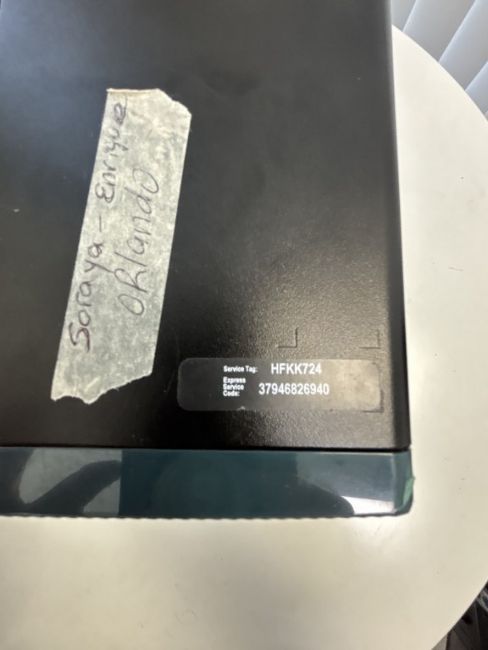 Soraya - Enrique
Orlando
Service Tag: HFKK724
Express
Service
Code: 37946826940